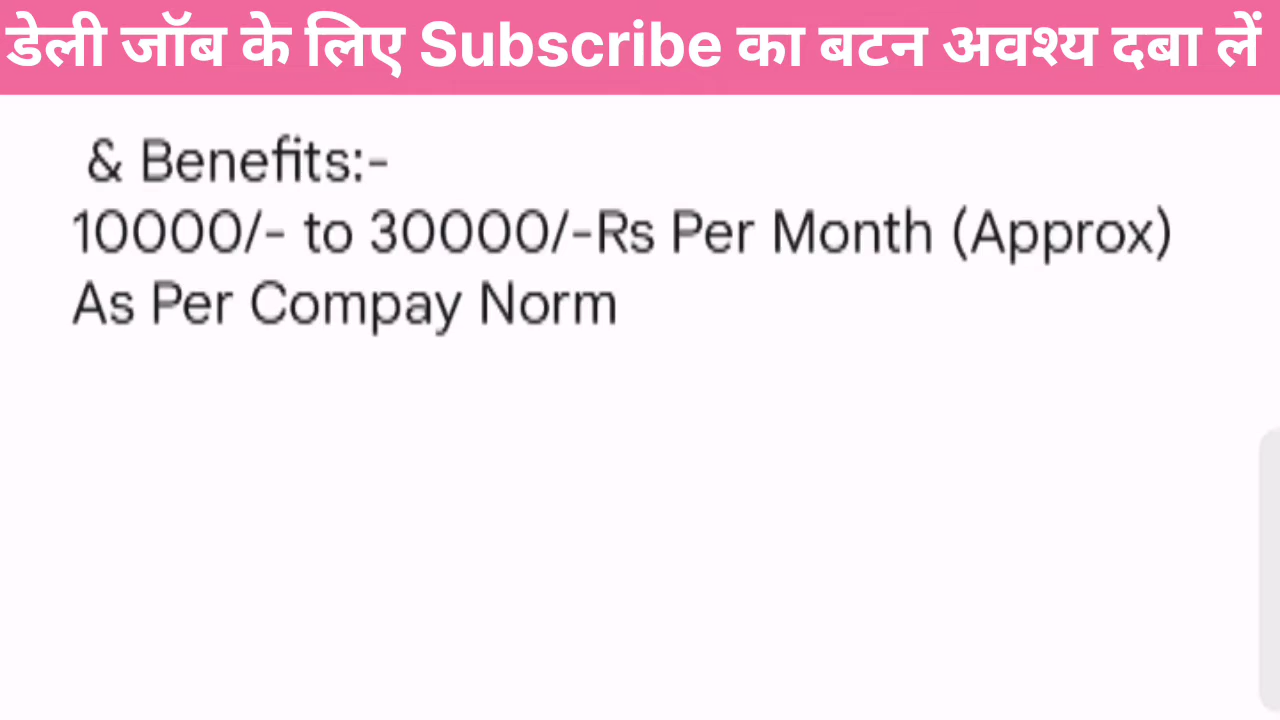 डेली जॉब के लिए Subscribe का बटन अवश्य दबा लें
& Benefits:-
10000/- to 30000/-Rs Per Month (Approx)
As Per Compay Norm